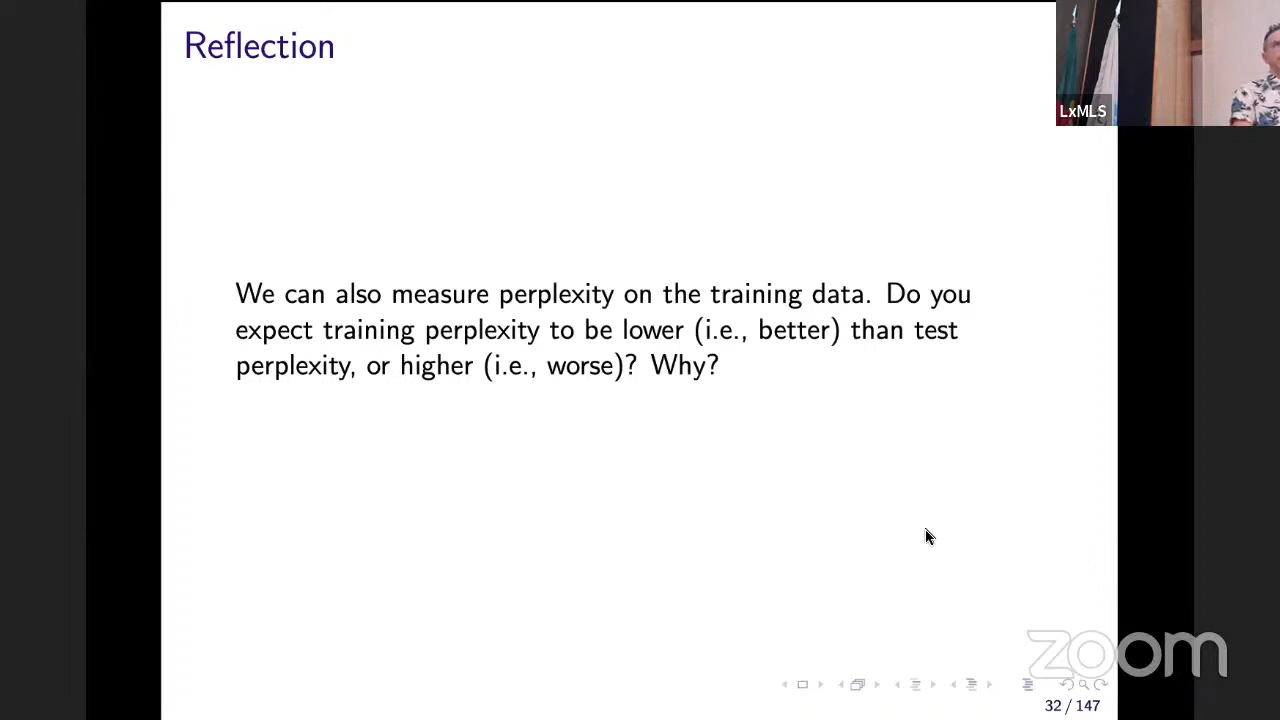 Reflection
LxMLS
We can also measure perplexity on the training data. Do you
expect training perplexity to be lower (i.e., better) than test
perplexity, or higher (i.e., worse)? Why?
zoom
32 / 147